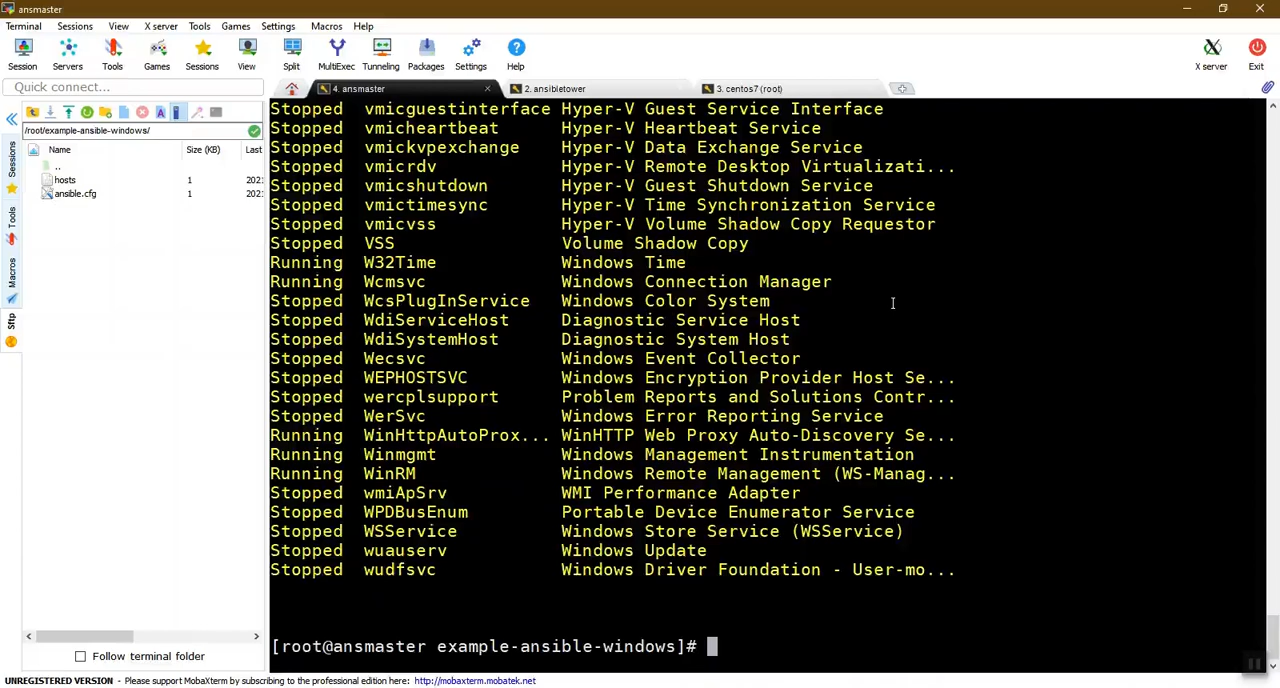 ansmaster
Terminal Sessions View X server Tools Games Settings Macros Help
Session Servers Tools Games Sessions View Split MultiExec Tunneling Packages Settings Help X server Exit
Quick connect...
4. ansmaster
2. ansibletower
3. centos7 (root)
/root/example-ansible-windows/
Name Size (KB) Last
..
hosts 1 202
ansible.cfg 1 202
Sessions
Tools
Macros
Sftp
Stopped vmicguestinterface Hyper-V Guest Service Interface
Stopped vmicheartbeat Hyper-V Heartbeat Service
Stopped vmickvpexchange Hyper-V Data Exchange Service
Stopped vmicrdv Hyper-V Remote Desktop Virtualizati...
Stopped vmicshutdown Hyper-V Guest Shutdown Service
Stopped vmictimesync Hyper-V Time Synchronization Service
Stopped vmicvss Hyper-V Volume Shadow Copy Requestor
Stopped VSS Volume Shadow Copy
Running W32Time Windows Time
Running Wcmsvc Windows Connection Manager
Stopped WcsPlugInService Windows Color System
Stopped WdiServiceHost Diagnostic Service Host
Stopped WdiSystemHost Diagnostic System Host
Stopped Wecsvc Windows Event Collector
Stopped WEPHOSTSVC Windows Encryption Provider Host Se...
Stopped wercplsupport Problem Reports and Solutions Contr...
Stopped WerSvc Windows Error Reporting Service
Running WinHttpAutoProx... WinHTTP Web Proxy Auto-Discovery Se...
Running Winmgmt Windows Management Instrumentation
Running WinRM Windows Remote Management (WS-Manag...
Stopped wmiApSrv WMI Performance Adapter
Stopped WPDBusEnum Portable Device Enumerator Service
Stopped WSService Windows Store Service (WSService)
Stopped wuauserv Windows Update
Stopped wudfsvc Windows Driver Foundation - User-mo...
[root@ansmaster example-ansible-windows]#
Follow terminal folder
UNREGISTERED VERSION - Please support MobaXterm by subscribing to the professional edition here: http://mobaxterm.mobatek.net